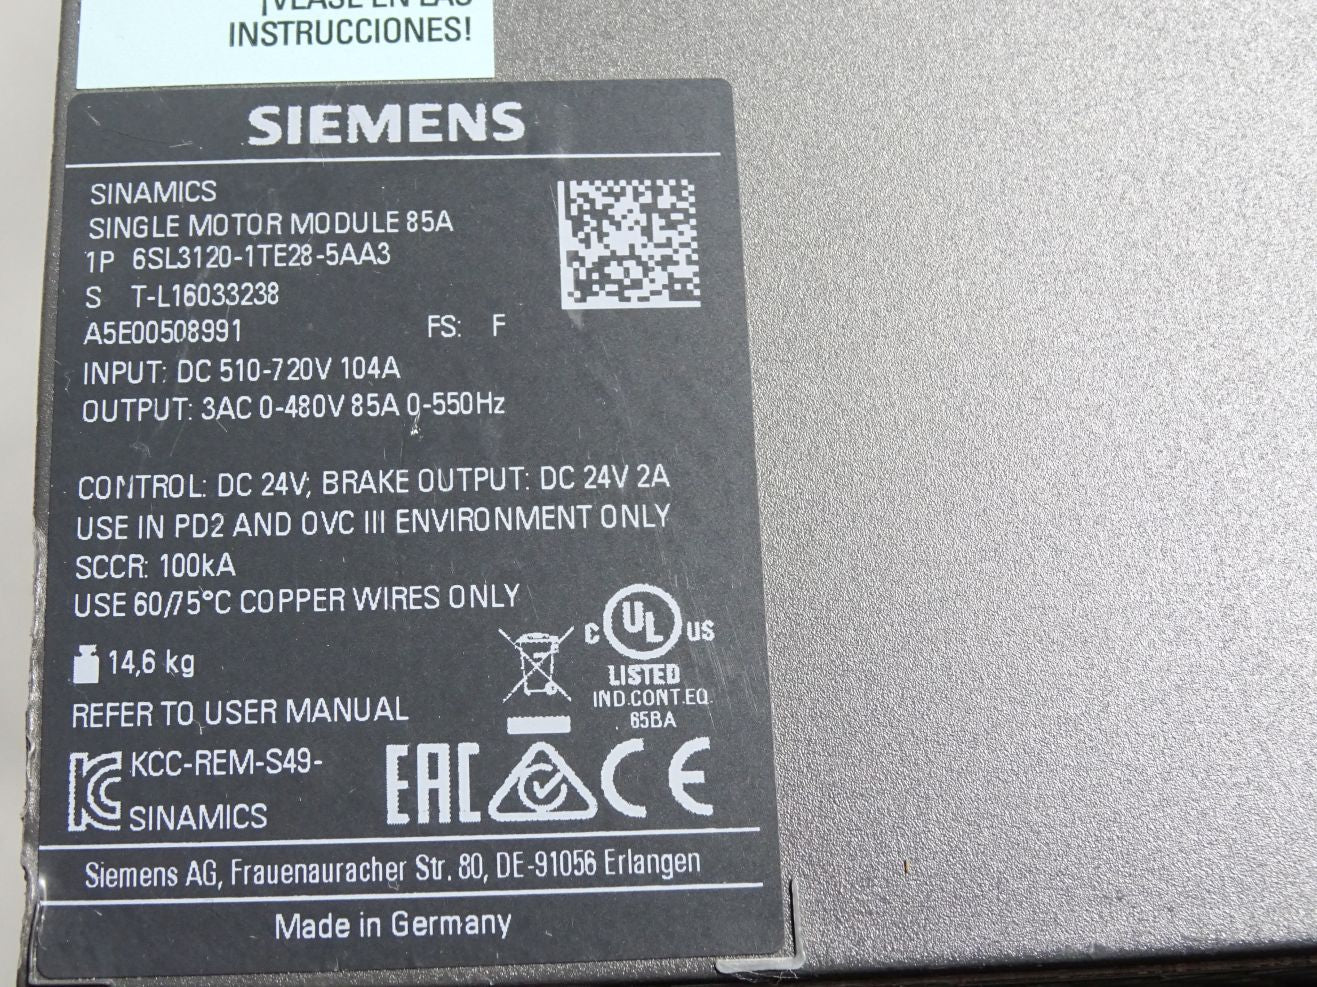 ¡VÉASE EN LAS
INSTRUCCIONES!
SIEMENS
SINAMICS
SINGLE MOTOR MODULE 85A
1P 6SL3120-1TE28-5AA3
S T-L16033238
A5E00508991 FS: F
INPUT: DC 510-720V 104A
OUTPUT: 3AC 0-480V 85A 0-550Hz
CONTROL: DC 24V; BRAKE OUTPUT: DC 24V 2A
USE IN PD2 AND OVC III ENVIRONMENT ONLY
SCCR: 100kA
USE 60/75°C COPPER WIRES ONLY
C UL US
LISTED
IND.CONT.EQ.
65BA
14,6 kg
REFER TO USER MANUAL
KCC-REM-S49-
SINAMICS
EAC CE
Siemens AG, Frauenauracher Str. 80, DE-91056 Erlangen
Made in Germany